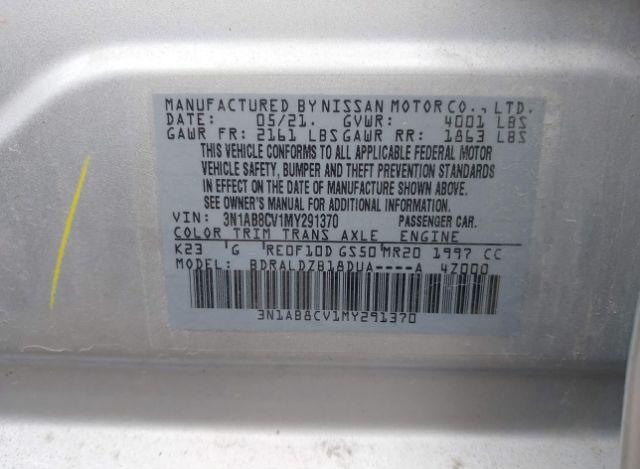 MANUFACTURED BY NISSAN MOTOR CO., LTD.
DATE: 05/21. GVWR: 4001 LBS
GAWR FR: 2161 LBS GAWR RR: 1863 LBS
THIS VEHICLE CONFORMS TO ALL APPLICABLE FEDERAL MOTOR
VEHICLE SAFETY, BUMPER AND THEFT PREVENTION STANDARDS
IN EFFECT ON THE DATE OF MANUFACTURE SHOWN ABOVE.
SEE OWNER'S MANUAL FOR ADDITIONAL INFORMATION.
VIN: 3N1AB8CV1MY291370 PASSENGER CAR.
COLOR TRIM TRANS AXLE ENGINE
K23 G RE0F10D GS50 MR20 1997 CC
MODEL: BDRALDZB18DUA----A 4Z000
3N1AB8CV1MY291370